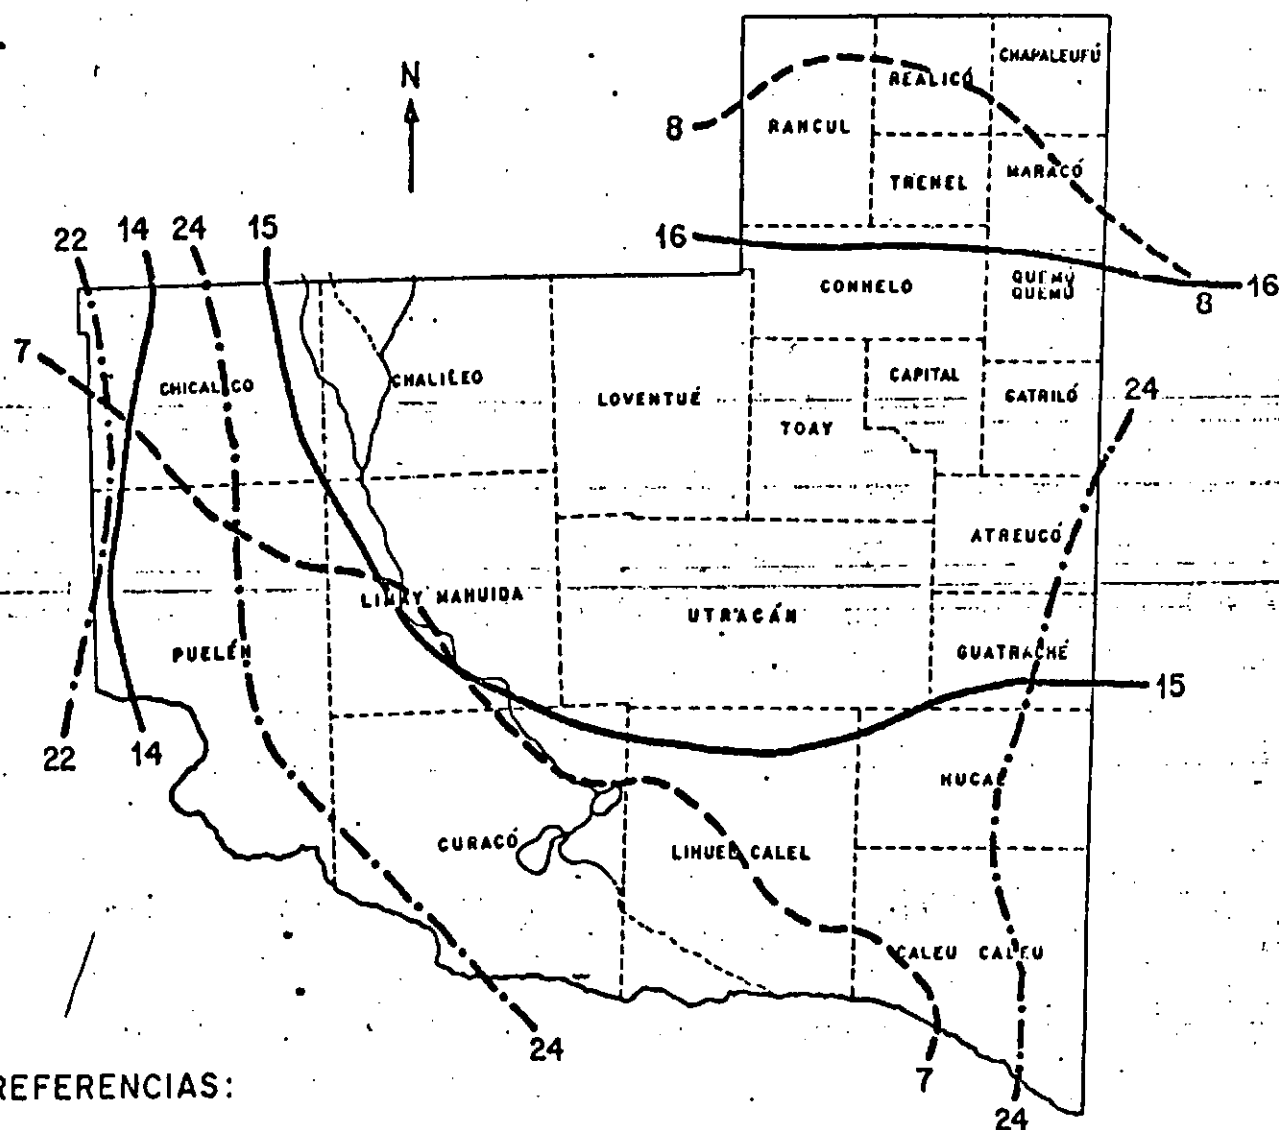 N
CHAPALEUFÚ
REALICÓ
8
RANCUL
TRENEL
MARACÓ
22
14
24
15
16
CONHELO
QUEMÚ
QUEMÚ
8
16
7
CHICALCO
CHALILEO
LOVENTUÉ
CAPITAL
TOAY
CATRILÓ
24
ATREUCÓ
LIMAY MAHUIDA
UTRACÁN
PUELÉN
GUATRACHÉ
15
22
14
HUCAL
CURACÓ
LIHUEL CALEL
CALEU CALEU
24
7
24
REFERENCIAS: